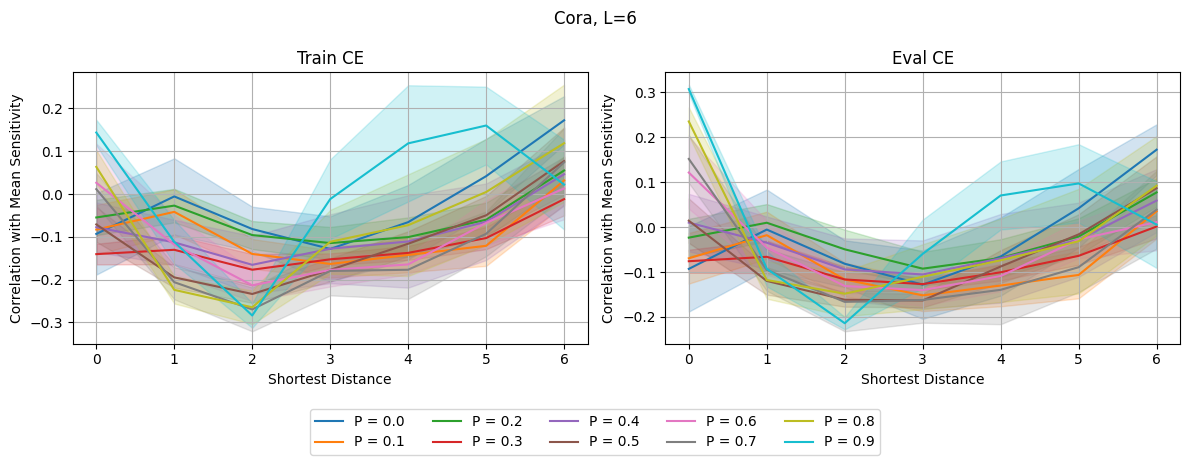 Cora, L=6
Train CE
Correlation with Mean Sensitivity
0.2
0.1
0.0
−0.1
−0.2
−0.3
0 1 2 3 4 5 6
Shortest Distance
Eval CE
Correlation with Mean Sensitivity
0.3
0.2
0.1
0.0
−0.1
−0.2
0 1 2 3 4 5 6
Shortest Distance
P = 0.0 P = 0.2 P = 0.4 P = 0.6 P = 0.8
P = 0.1 P = 0.3 P = 0.5 P = 0.7 P = 0.9